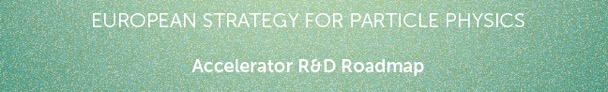 EUROPEAN STRATEGY FOR PARTICLE PHYSICS
Accelerator R&D Roadmap